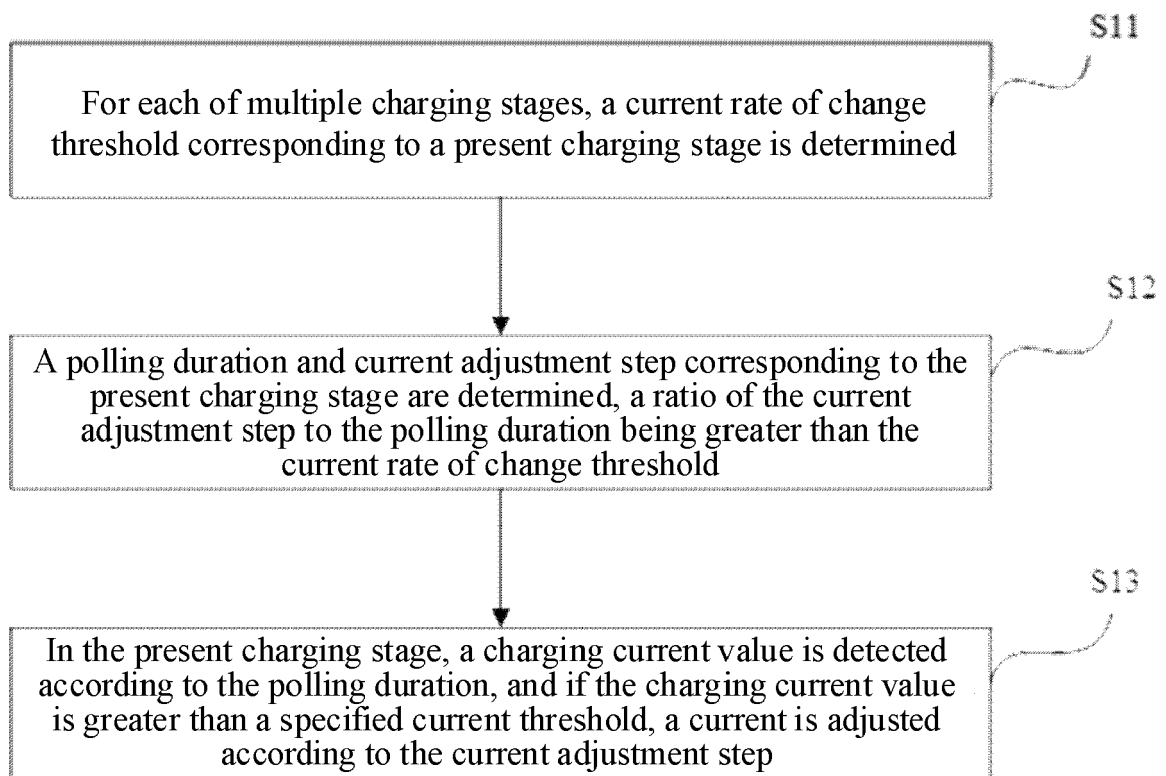 S11
For each of multiple charging stages, a current rate of change
threshold corresponding to a present charging stage is determined
S12
A polling duration and current adjustment step corresponding to the
present charging stage are determined, a ratio of the current
adjustment step to the polling duration being greater than the
current rate of change threshold
S13
In the present charging stage, a charging current value is detected
according to the polling duration, and if the charging current value
is greater than a specified current threshold, a current is adjusted
according to the current adjustment step